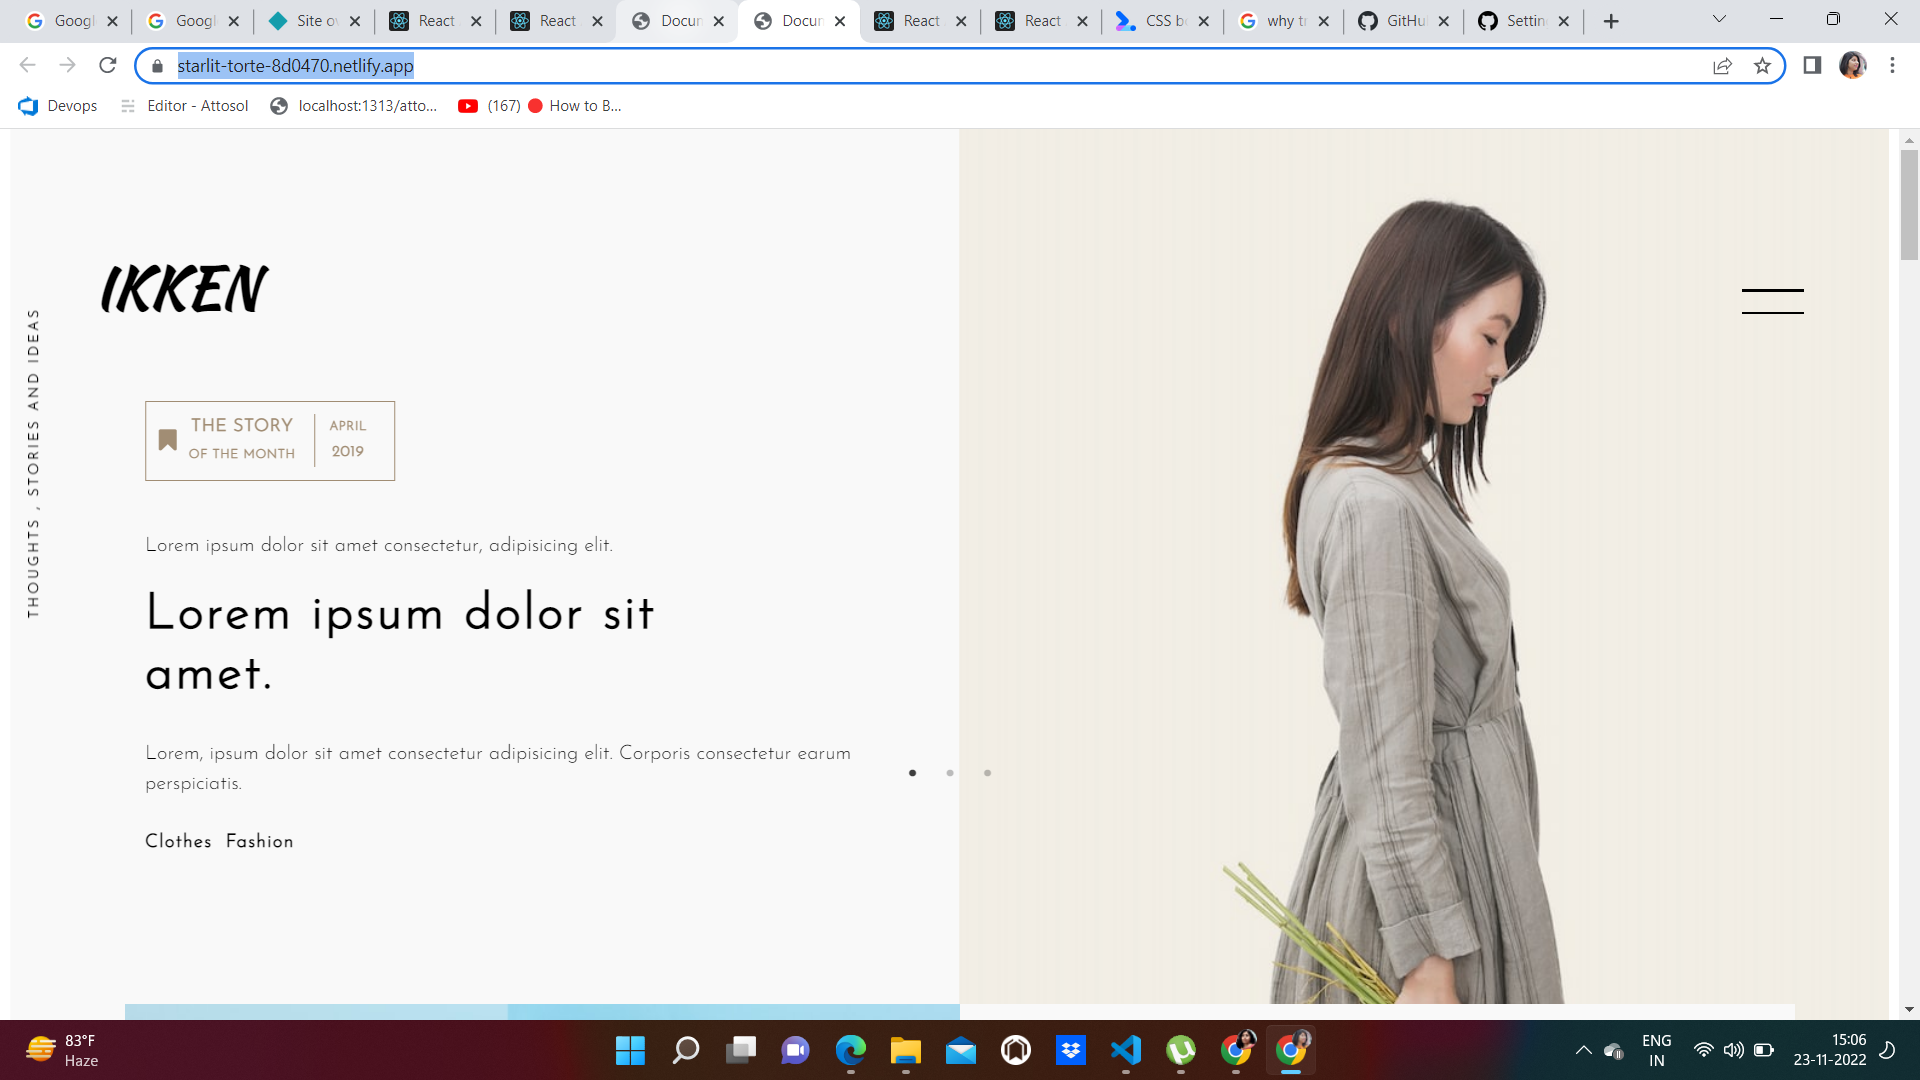 Googl
Googl
Site ov
React
React
Docum
Docum
React
React
CSS b
why tr
GitHu
Settin
starlit-torte-8d0470.netlify.app
Devops
Editor - Attosol
localhost:1313/atto...
(167) How to B...
IKKEN
THOUGHTS , STORIES AND IDEAS
THE STORY
OF THE MONTH
APRIL
2019
Lorem ipsum dolor sit amet consectetur, adipisicing elit.
Lorem ipsum dolor sit
amet.
Lorem, ipsum dolor sit amet consectetur adipisicing elit. Corporis consectetur earum
perspiciatis.
Clothes Fashion
83°F
Haze
ENG
IN
15:06
23-11-2022